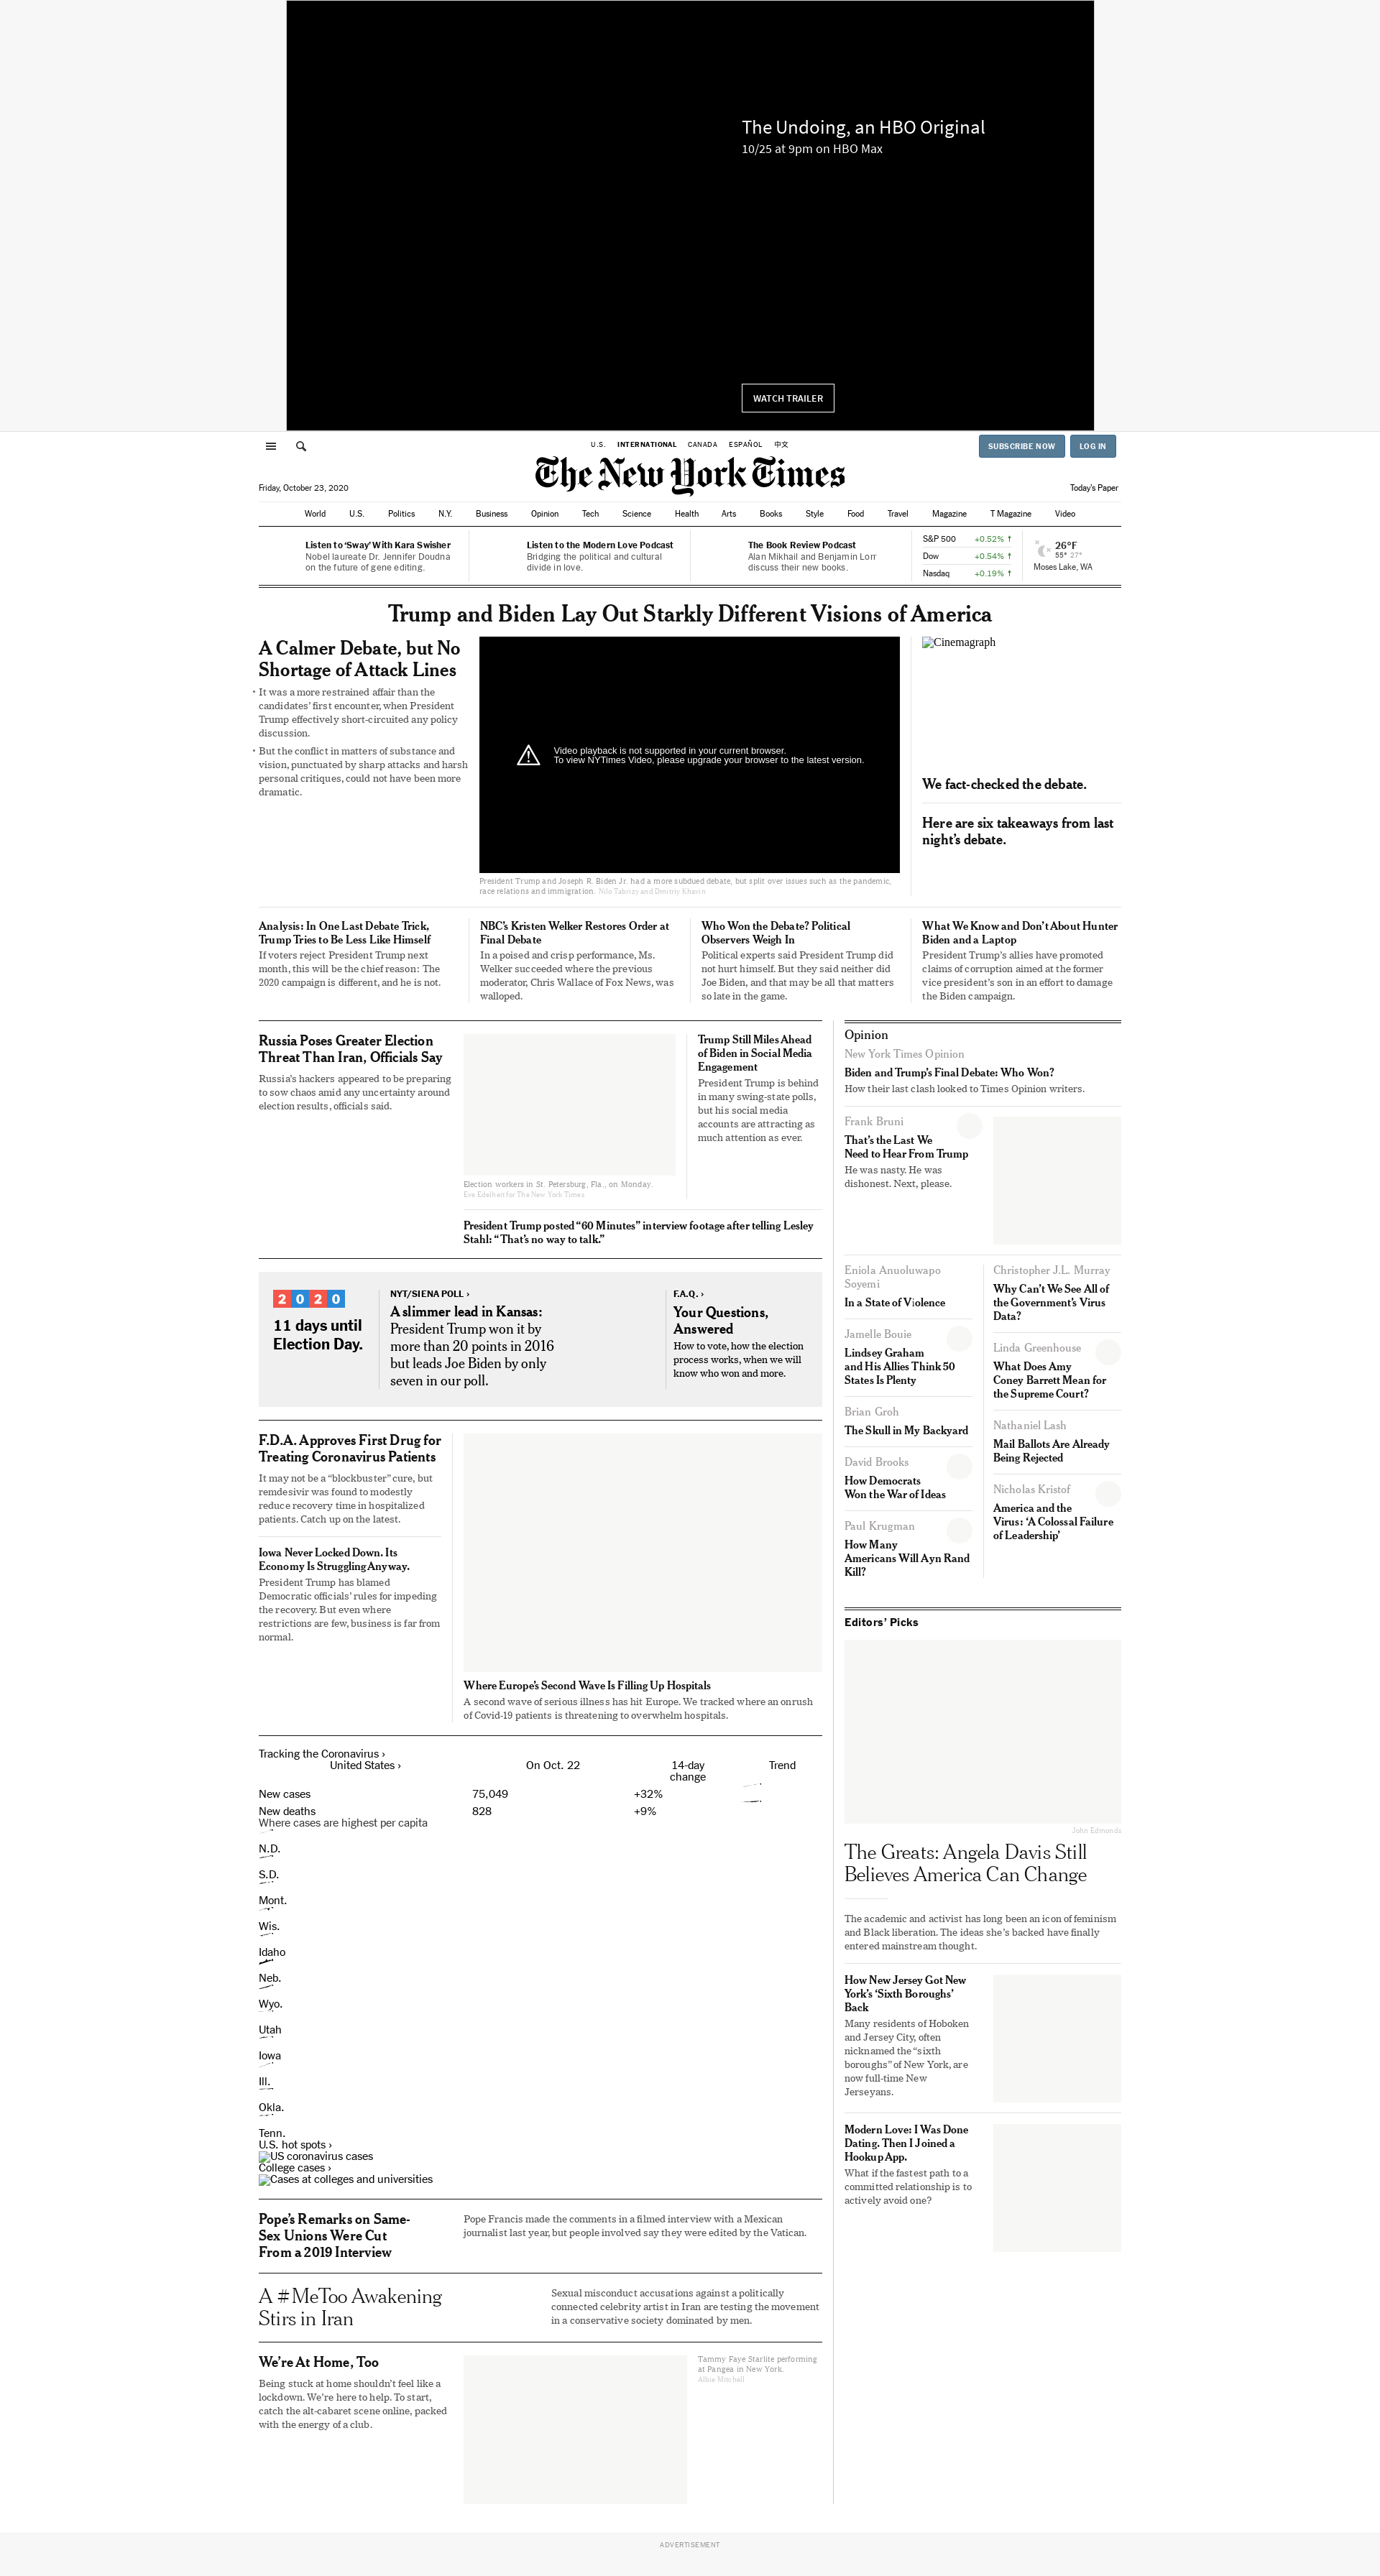 The Undoing, an HBO Original
10/25 at 9pm on HBO Max
WATCH TRAILER
U.S. INTERNATIONAL CANADA ESPAÑOL 中文
SUBSCRIBE NOW LOG IN
The New York Times
Friday, October 23, 2020
Today's Paper
World U.S. Politics N.Y. Business Opinion Tech Science Health Arts Books Style Food Travel Magazine T Magazine Video
Listen to ‘Sway’ With Kara Swisher
Nobel laureate Dr. Jennifer Doudna
on the future of gene editing.
Listen to the Modern Love Podcast
Bridging the political and cultural
divide in love.
The Book Review Podcast
Alan Mikhail and Benjamin Lorr
discuss their new books.
S&P 500 +0.52% ↑
Dow +0.54% ↑
Nasdaq +0.19% ↑
26°F
55° 27°
Moses Lake, WA
Trump and Biden Lay Out Starkly Different Visions of America
A Calmer Debate, but No
Shortage of Attack Lines
• It was a more restrained affair than the
candidates’ first encounter, when President
Trump effectively short-circuited any policy
discussion.
• But the conflict in matters of substance and
vision, punctuated by sharp attacks and harsh
personal critiques, could not have been more
dramatic.
Video playback is not supported in your current browser.
To view NYTimes Video, please upgrade your browser to the latest version.
President Trump and Joseph R. Biden Jr. had a more subdued debate, but split over issues such as the pandemic,
race relations and immigration. Nilo Tabrizy and Dmitriy Khavin
Cinemagraph
We fact-checked the debate.
Here are six takeaways from last
night’s debate.
Analysis: In One Last Debate Trick,
Trump Tries to Be Less Like Himself
If voters reject President Trump next
month, this will be the chief reason: The
2020 campaign is different, and he is not.
NBC’s Kristen Welker Restores Order at
Final Debate
In a poised and crisp performance, Ms.
Welker succeeded where the previous
moderator, Chris Wallace of Fox News, was
walloped.
Who Won the Debate? Political
Observers Weigh In
Political experts said President Trump did
not hurt himself. But they said neither did
Joe Biden, and that may be all that matters
so late in the game.
What We Know and Don’t About Hunter
Biden and a Laptop
President Trump’s allies have promoted
claims of corruption aimed at the former
vice president’s son in an effort to damage
the Biden campaign.
Russia Poses Greater Election
Threat Than Iran, Officials Say
Russia’s hackers appeared to be preparing
to sow chaos amid any uncertainty around
election results, officials said.
Election workers in St. Petersburg, Fla., on Monday.
Eve Edelheit for The New York Times
Trump Still Miles Ahead
of Biden in Social Media
Engagement
President Trump is behind
in many swing-state polls,
but his social media
accounts are attracting as
much attention as ever.
President Trump posted “60 Minutes” interview footage after telling Lesley
Stahl: “That’s no way to talk.”
2020
11 days until
Election Day.
NYT/SIENA POLL ›
A slimmer lead in Kansas:
President Trump won it by
more than 20 points in 2016
but leads Joe Biden by only
seven in our poll.
F.A.Q. ›
Your Questions,
Answered
How to vote, how the election
process works, when we will
know who won and more.
F.D.A. Approves First Drug for
Treating Coronavirus Patients
It may not be a “blockbuster” cure, but
remdesivir was found to modestly
reduce recovery time in hospitalized
patients. Catch up on the latest.
Iowa Never Locked Down. Its
Economy Is Struggling Anyway.
President Trump has blamed
Democratic officials’ rules for impeding
the recovery. But even where
restrictions are few, business is far from
normal.
Where Europe’s Second Wave Is Filling Up Hospitals
A second wave of serious illness has hit Europe. We tracked where an onrush
of Covid-19 patients is threatening to overwhelm hospitals.
Tracking the Coronavirus ›
United States › On Oct. 22 14-day
change Trend
New cases 75,049 +32%
New deaths 828 +9%
Where cases are highest per capita
N.D.
S.D.
Mont.
Wis.
Idaho
Neb.
Wyo.
Utah
Iowa
Ill.
Okla.
Tenn.
U.S. hot spots ›
US coronavirus cases
College cases ›
Cases at colleges and universities
Pope’s Remarks on Same-
Sex Unions Were Cut
From a 2019 Interview
Pope Francis made the comments in a filmed interview with a Mexican
journalist last year, but people involved say they were edited by the Vatican.
A #MeToo Awakening
Stirs in Iran
Sexual misconduct accusations against a politically
connected celebrity artist in Iran are testing the movement
in a conservative society dominated by men.
We’re At Home, Too
Being stuck at home shouldn’t feel like a
lockdown. We’re here to help. To start,
catch the alt-cabaret scene online, packed
with the energy of a club.
Tammy Faye Starlite performing
at Pangea in New York.
Albie Mitchell
Opinion
New York Times Opinion
Biden and Trump’s Final Debate: Who Won?
How their last clash looked to Times Opinion writers.
Frank Bruni
That’s the Last We
Need to Hear From Trump
He was nasty. He was
dishonest. Next, please.
Eniola Anuoluwapo
Soyemi
In a State of Violence
Jamelle Bouie
Lindsey Graham
and His Allies Think 50
States Is Plenty
Brian Groh
The Skull in My Backyard
David Brooks
How Democrats
Won the War of Ideas
Paul Krugman
How Many
Americans Will Ayn Rand
Kill?
Christopher J.L. Murray
Why Can’t We See All of
the Government’s Virus
Data?
Linda Greenhouse
What Does Amy
Coney Barrett Mean for
the Supreme Court?
Nathaniel Lash
Mail Ballots Are Already
Being Rejected
Nicholas Kristof
America and the
Virus: ‘A Colossal Failure
of Leadership’
Editors’ Picks
John Edmonds
The Greats: Angela Davis Still
Believes America Can Change
The academic and activist has long been an icon of feminism
and Black liberation. The ideas she’s backed have finally
entered mainstream thought.
How New Jersey Got New
York’s ‘Sixth Boroughs’
Back
Many residents of Hoboken
and Jersey City, often
nicknamed the “sixth
boroughs” of New York, are
now full-time New
Jerseyans.
Modern Love: I Was Done
Dating. Then I Joined a
Hookup App.
What if the fastest path to a
committed relationship is to
actively avoid one?
ADVERTISEMENT